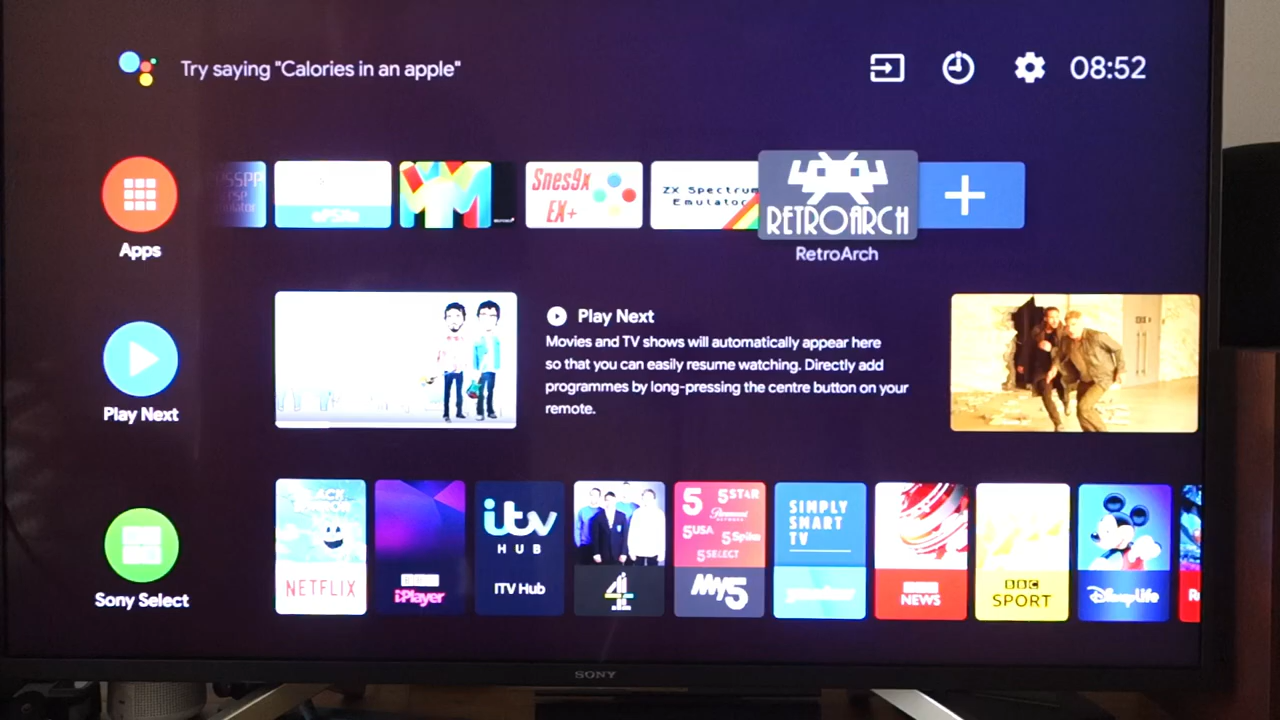 Try saying "Calories in an apple"
08:52
Snes9x
EX+
ZX Spectrum
Emulator
RETROARCH
RetroArch
Apps
Play Next
Movies and TV shows will automatically appear here
so that you can easily resume watching. Directly add
programmes by long-pressing the centre button on your
remote.
Play Next
NETFLIX
iPlayer
itv
HUB
ITV Hub
4
5 5STAR
5USA 5Spike
5SELECT
My5
SIMPLY
SMART
TV
NEWS
BBC
SPORT
Disneylife
Sony Select
SONY